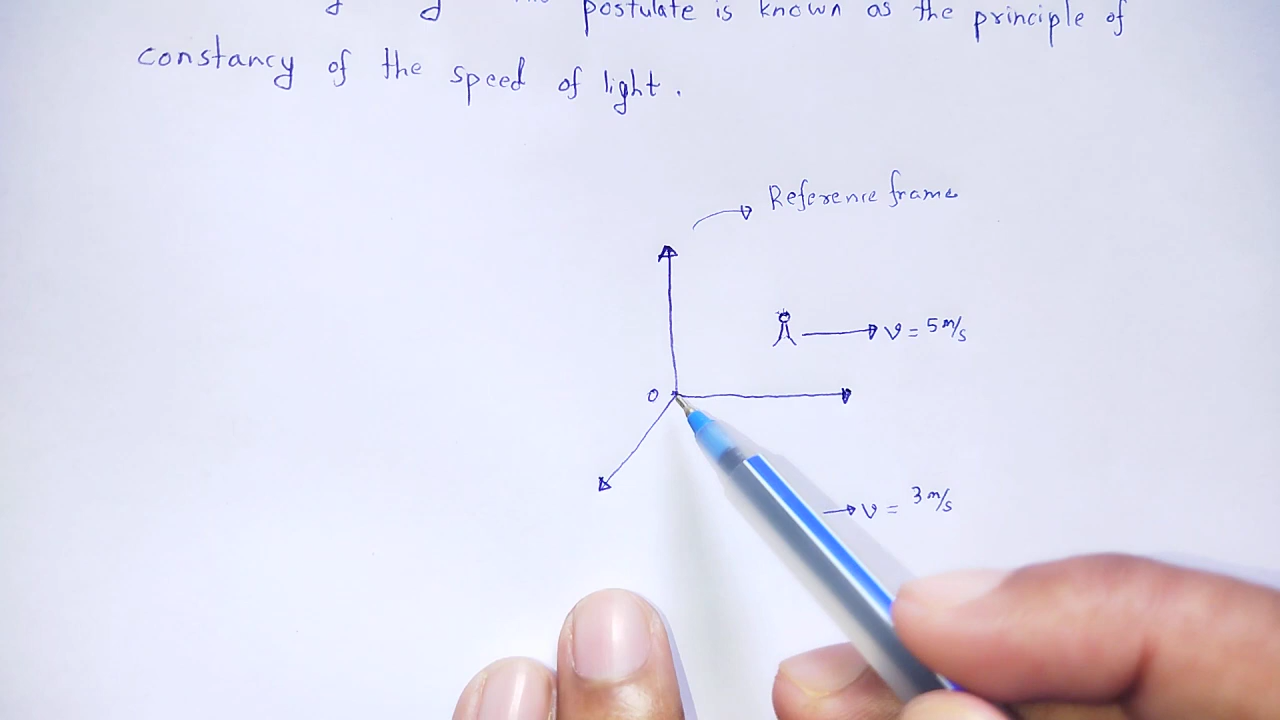 postulate is known as the principle of
constancy of the speed of light.
Reference frame
v = 5 m/s
O
v = 3 m/s